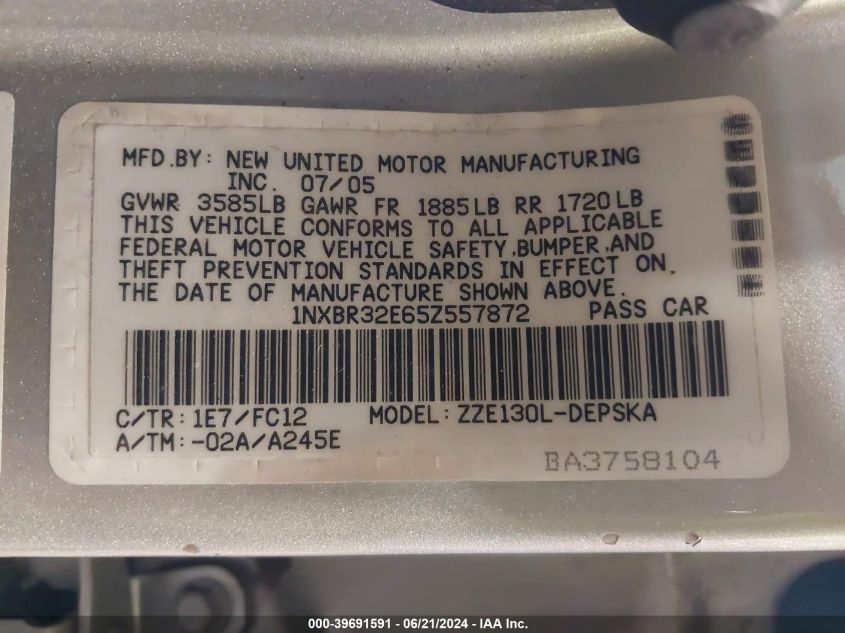 MFD.BY: NEW UNITED MOTOR MANUFACTURING
INC. 07/05
GVWR 3585LB GAWR FR 1885LB RR 1720LB
THIS VEHICLE CONFORMS TO ALL APPLICABLE
FEDERAL MOTOR VEHICLE SAFETY,BUMPER,AND
THEFT PREVENTION STANDARDS IN EFFECT ON,
THE DATE OF MANUFACTURE SHOWN ABOVE.
1NXBR32E65Z557872 PASS CAR
C/TR: 1E7/FC12 MODEL: ZZE130L-DEPSKA
A/TM: -02A/A245E
BA3758104
000-39691591 - 06/21/2024 - IAA Inc.